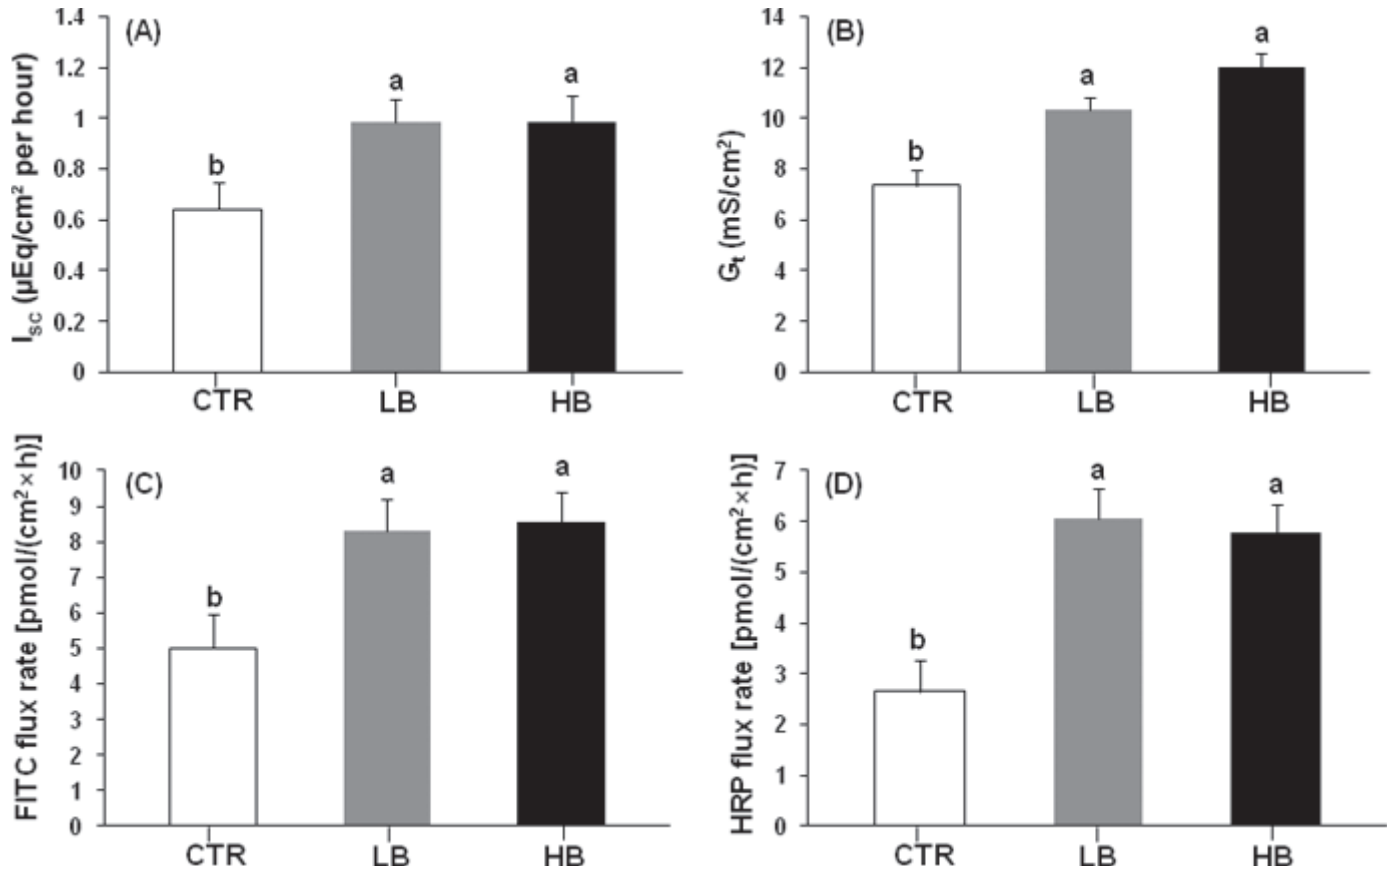 (A)
I_sc (µEq/cm² per hour)
1.4
1.2
1
0.8
0.6
0.4
0.2
0
b
a
a
CTR LB HB
(B)
G_t (mS/cm²)
14
12
10
8
6
4
2
0
b
a
a
CTR LB HB
(C)
FITC flux rate [pmol/(cm²×h)]
10
9
8
7
6
5
4
3
2
1
0
b
a
a
CTR LB HB
(D)
HRP flux rate [pmol/(cm²×h)]
7
6
5
4
3
2
1
0
b
a
a
CTR LB HB